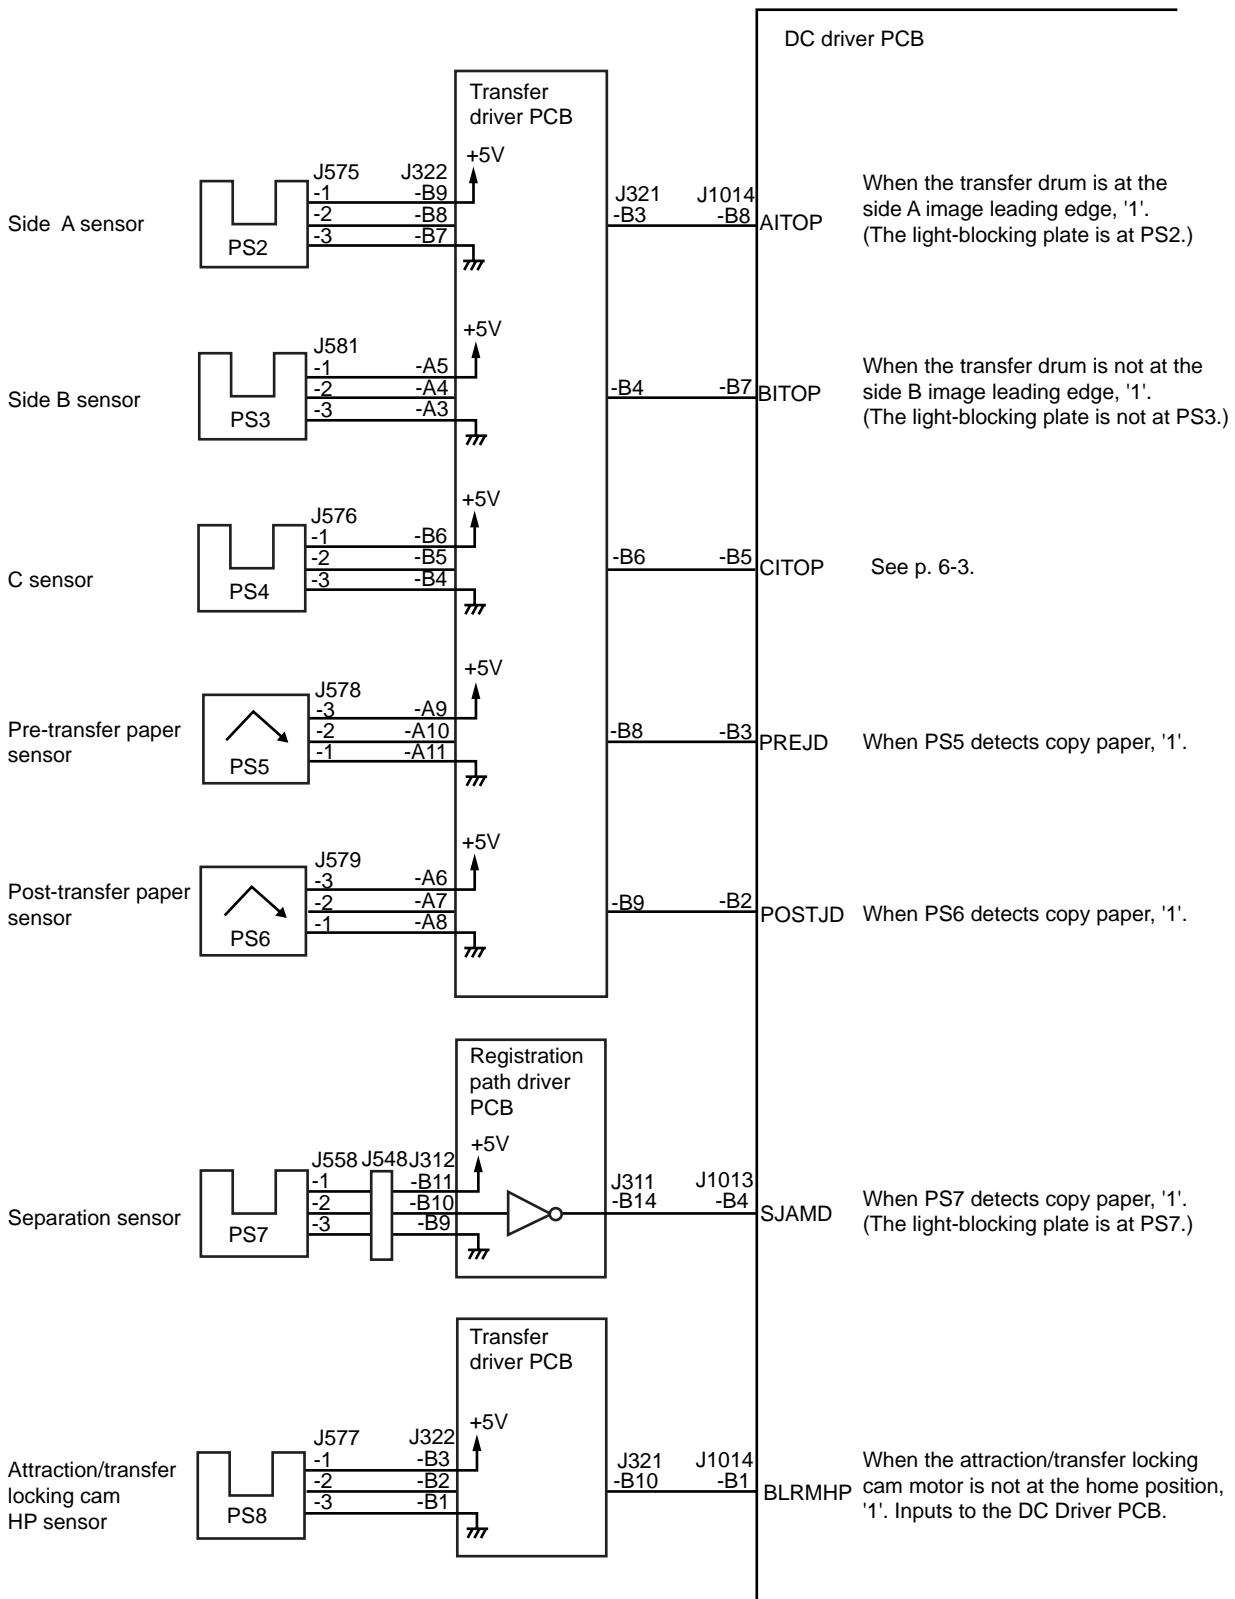 DC driver PCB
Transfer
driver PCB
+5V
J575
J322
-1
-B9
-2
-B8
-3
-B7
Side  A sensor
PS2
J321
J1014
-B3
-B8
AITOP
When the transfer drum is at the
side A image leading edge, '1'.
(The light-blocking plate is at PS2.)
+5V
J581
-1
-A5
-2
-A4
-3
-A3
Side B sensor
PS3
-B4
-B7
BITOP
When the transfer drum is not at the
side B image leading edge, '1'.
(The light-blocking plate is not at PS3.)
+5V
J576
-1
-B6
-2
-B5
-3
-B4
C sensor
PS4
-B6
-B5
CITOP
See p. 6-3.
+5V
J578
-3
-A9
-2
-A10
-1
-A11
Pre-transfer paper
sensor
PS5
-B8
-B3
PREJD
When PS5 detects copy paper, '1'.
+5V
J579
-3
-A6
-2
-A7
-1
-A8
Post-transfer paper
sensor
PS6
-B9
-B2
POSTJD
When PS6 detects copy paper, '1'.
Registration
path driver
PCB
+5V
J558
J548
J312
-1
-B11
-2
-B10
-3
-B9
Separation sensor
PS7
J311
J1013
-B14
-B4
SJAMD
When PS7 detects copy paper, '1'.
(The light-blocking plate is at PS7.)
Transfer
driver PCB
+5V
J577
J322
-1
-B3
-2
-B2
-3
-B1
Attraction/transfer
locking cam
HP sensor
PS8
J321
J1014
-B10
-B1
BLRMHP
When the attraction/transfer locking
cam motor is not at the home position,
'1'. Inputs to the DC Driver PCB.